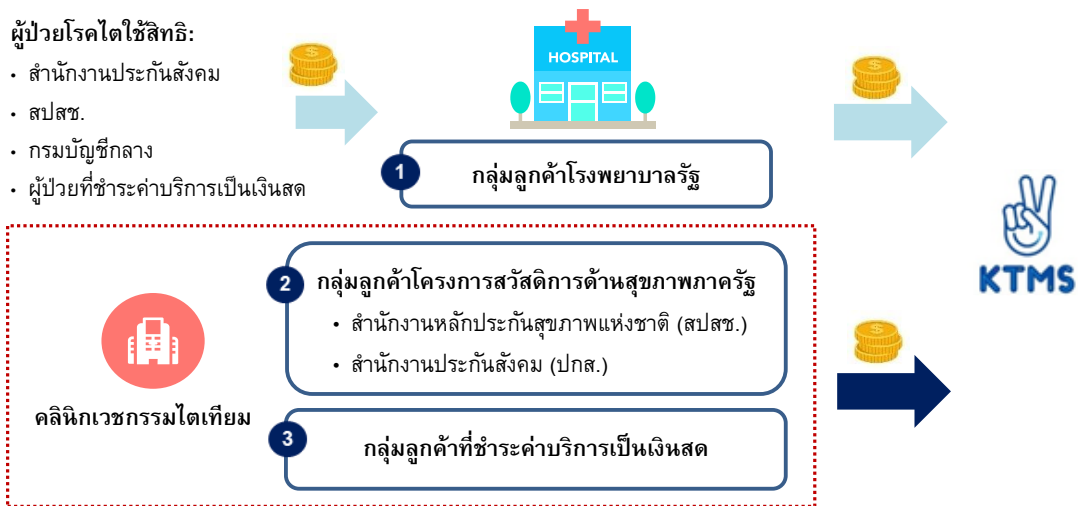 ผู้ป่วยโรคไตใช้สิทธิ:
• สำนักงานประกันสังคม
• สปสช.
• กรมบัญชีกลาง
• ผู้ป่วยที่ชำระค่าบริการเป็นเงินสด
HOSPITAL
1 กลุ่มลูกค้าโรงพยาบาลรัฐ
2 กลุ่มลูกค้าโครงการสวัสดิการด้านสุขภาพภาครัฐ
• สำนักงานหลักประกันสุขภาพแห่งชาติ (สปสช.)
• สำนักงานประกันสังคม (ปกส.)
คลินิกเวชกรรมไตเทียม
3 กลุ่มลูกค้าที่ชำระค่าบริการเป็นเงินสด
KTMS